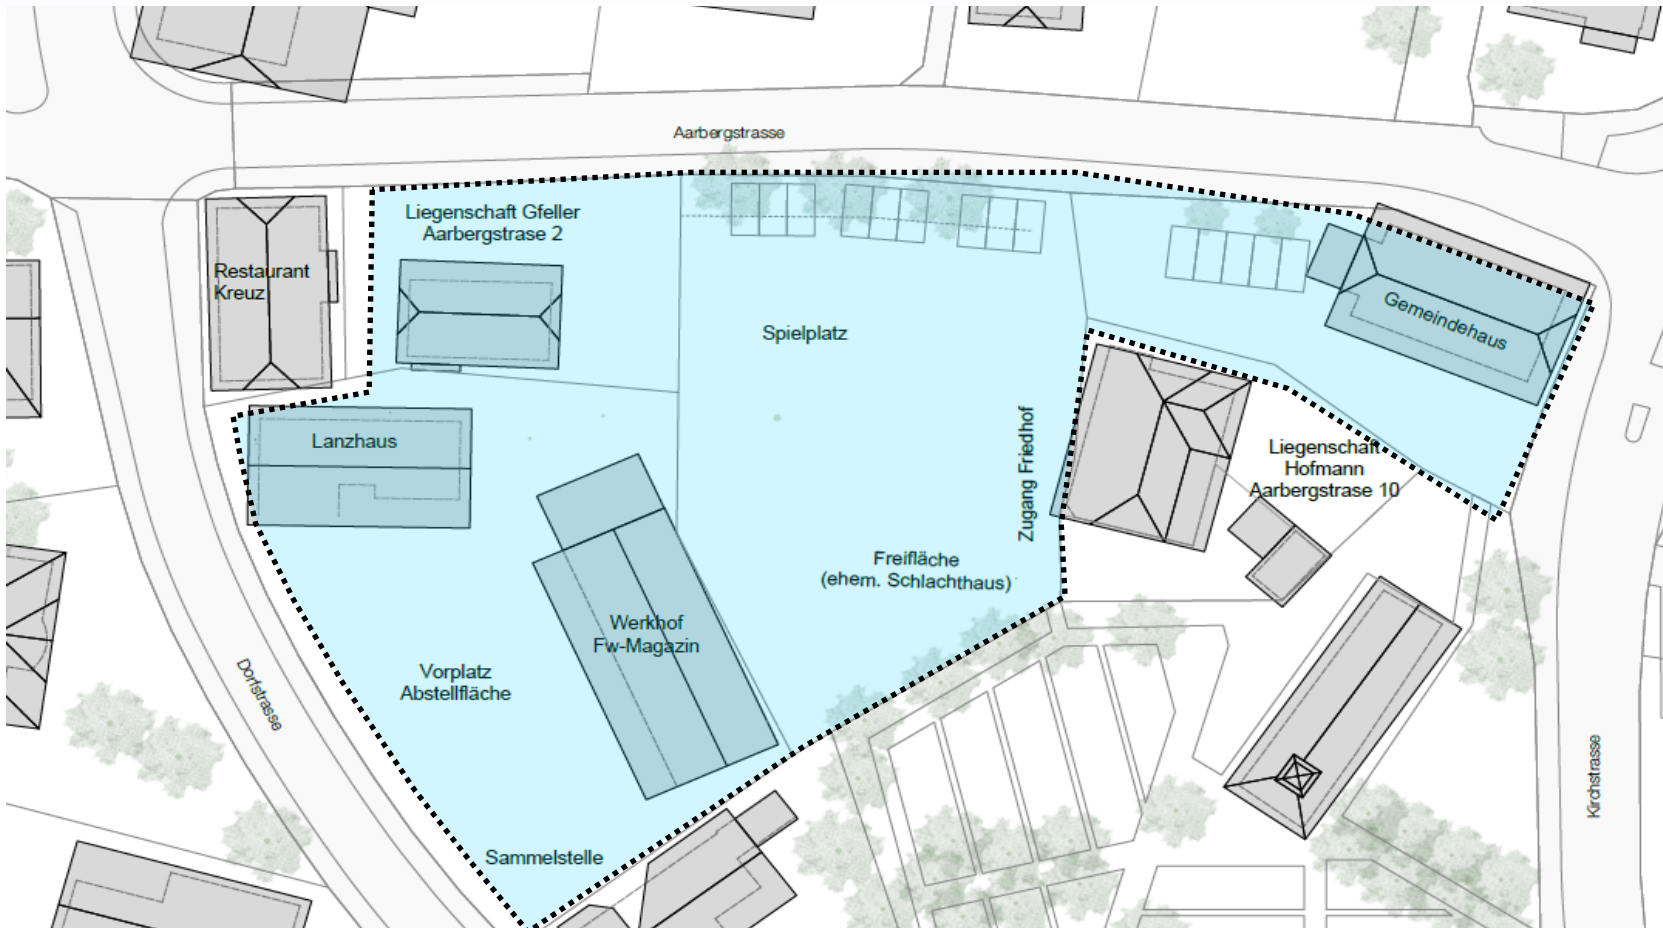 Aarbergstrasse
Liegenschaft Gfeller
Aarbergstrase 2
Restaurant
Kreuz
Spielplatz
Gemeindehaus
Lanzhaus
Zugang Friedhof
Liegenschaft
Hofmann
Aarbergstrase 10
Freifläche
(ehem. Schlachthaus)
Werkhof
Fw-Magazin
Vorplatz
Abstellfläche
Dorfstrasse
Kirchstrasse
Sammelstelle